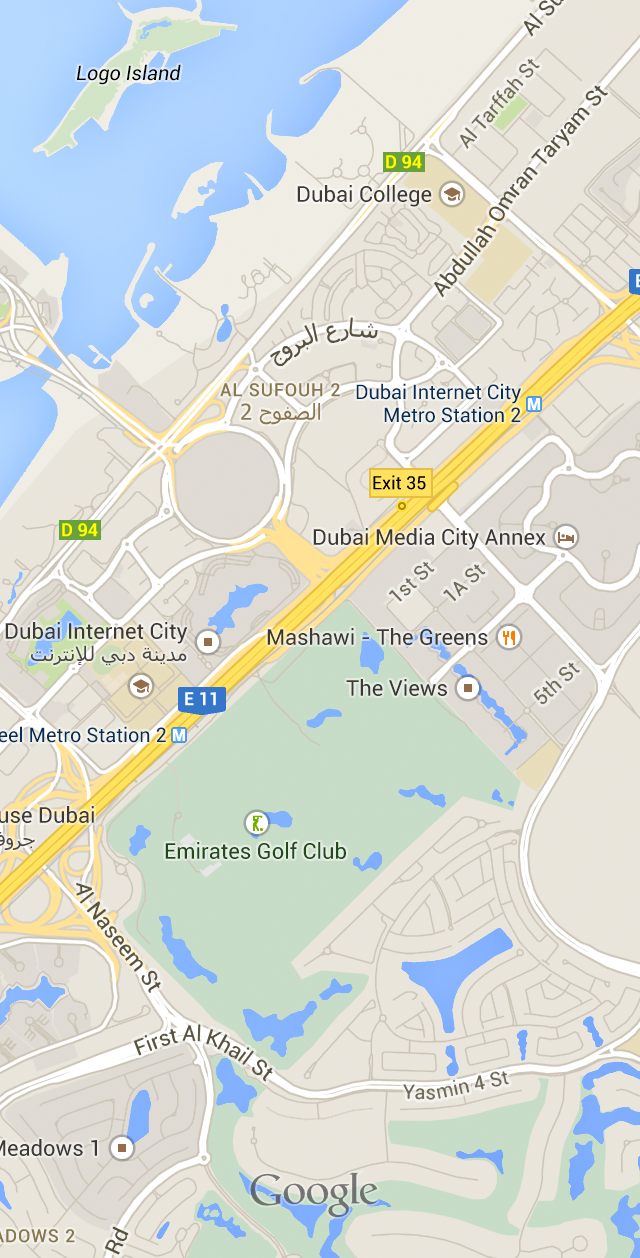 Al Su
Logo Island
Al Tarffah St
D 94
Dubai College
Abdullah Omran Taryam St
E
شارع البروج
AL SUFOUH 2
الصفوح 2
Dubai Internet City
Metro Station 2
M
Exit 35
D 94
Dubai Media City Annex
1st St
1A St
Dubai Internet City
مدينة دبي للإنترنت
Mashawi - The Greens
5th St
The Views
E 11
eel Metro Station 2
M
use Dubai
جروف
Emirates Golf Club
Al Naseem St
First Al Khail St
Yasmin 4 St
Meadows 1
Google
ADOWS 2
Rd